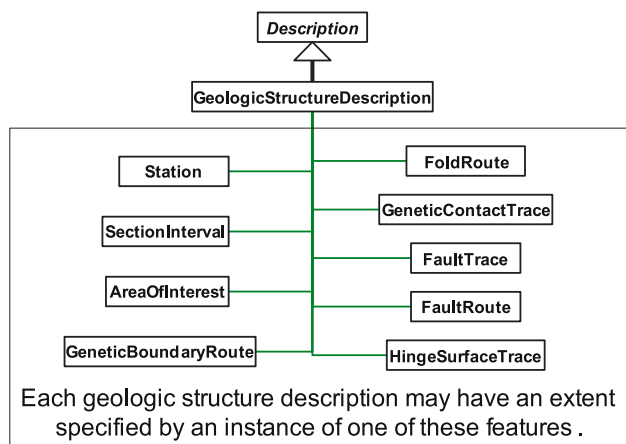 Description
GeologicStructureDescription
Station
FoldRoute
GeneticContactTrace
SectionInterval
FaultTrace
AreaOfInterest
FaultRoute
GeneticBoundaryRoute
HingeSurfaceTrace
Each geologic structure description may have an extent
specified by an instance of one of these features .